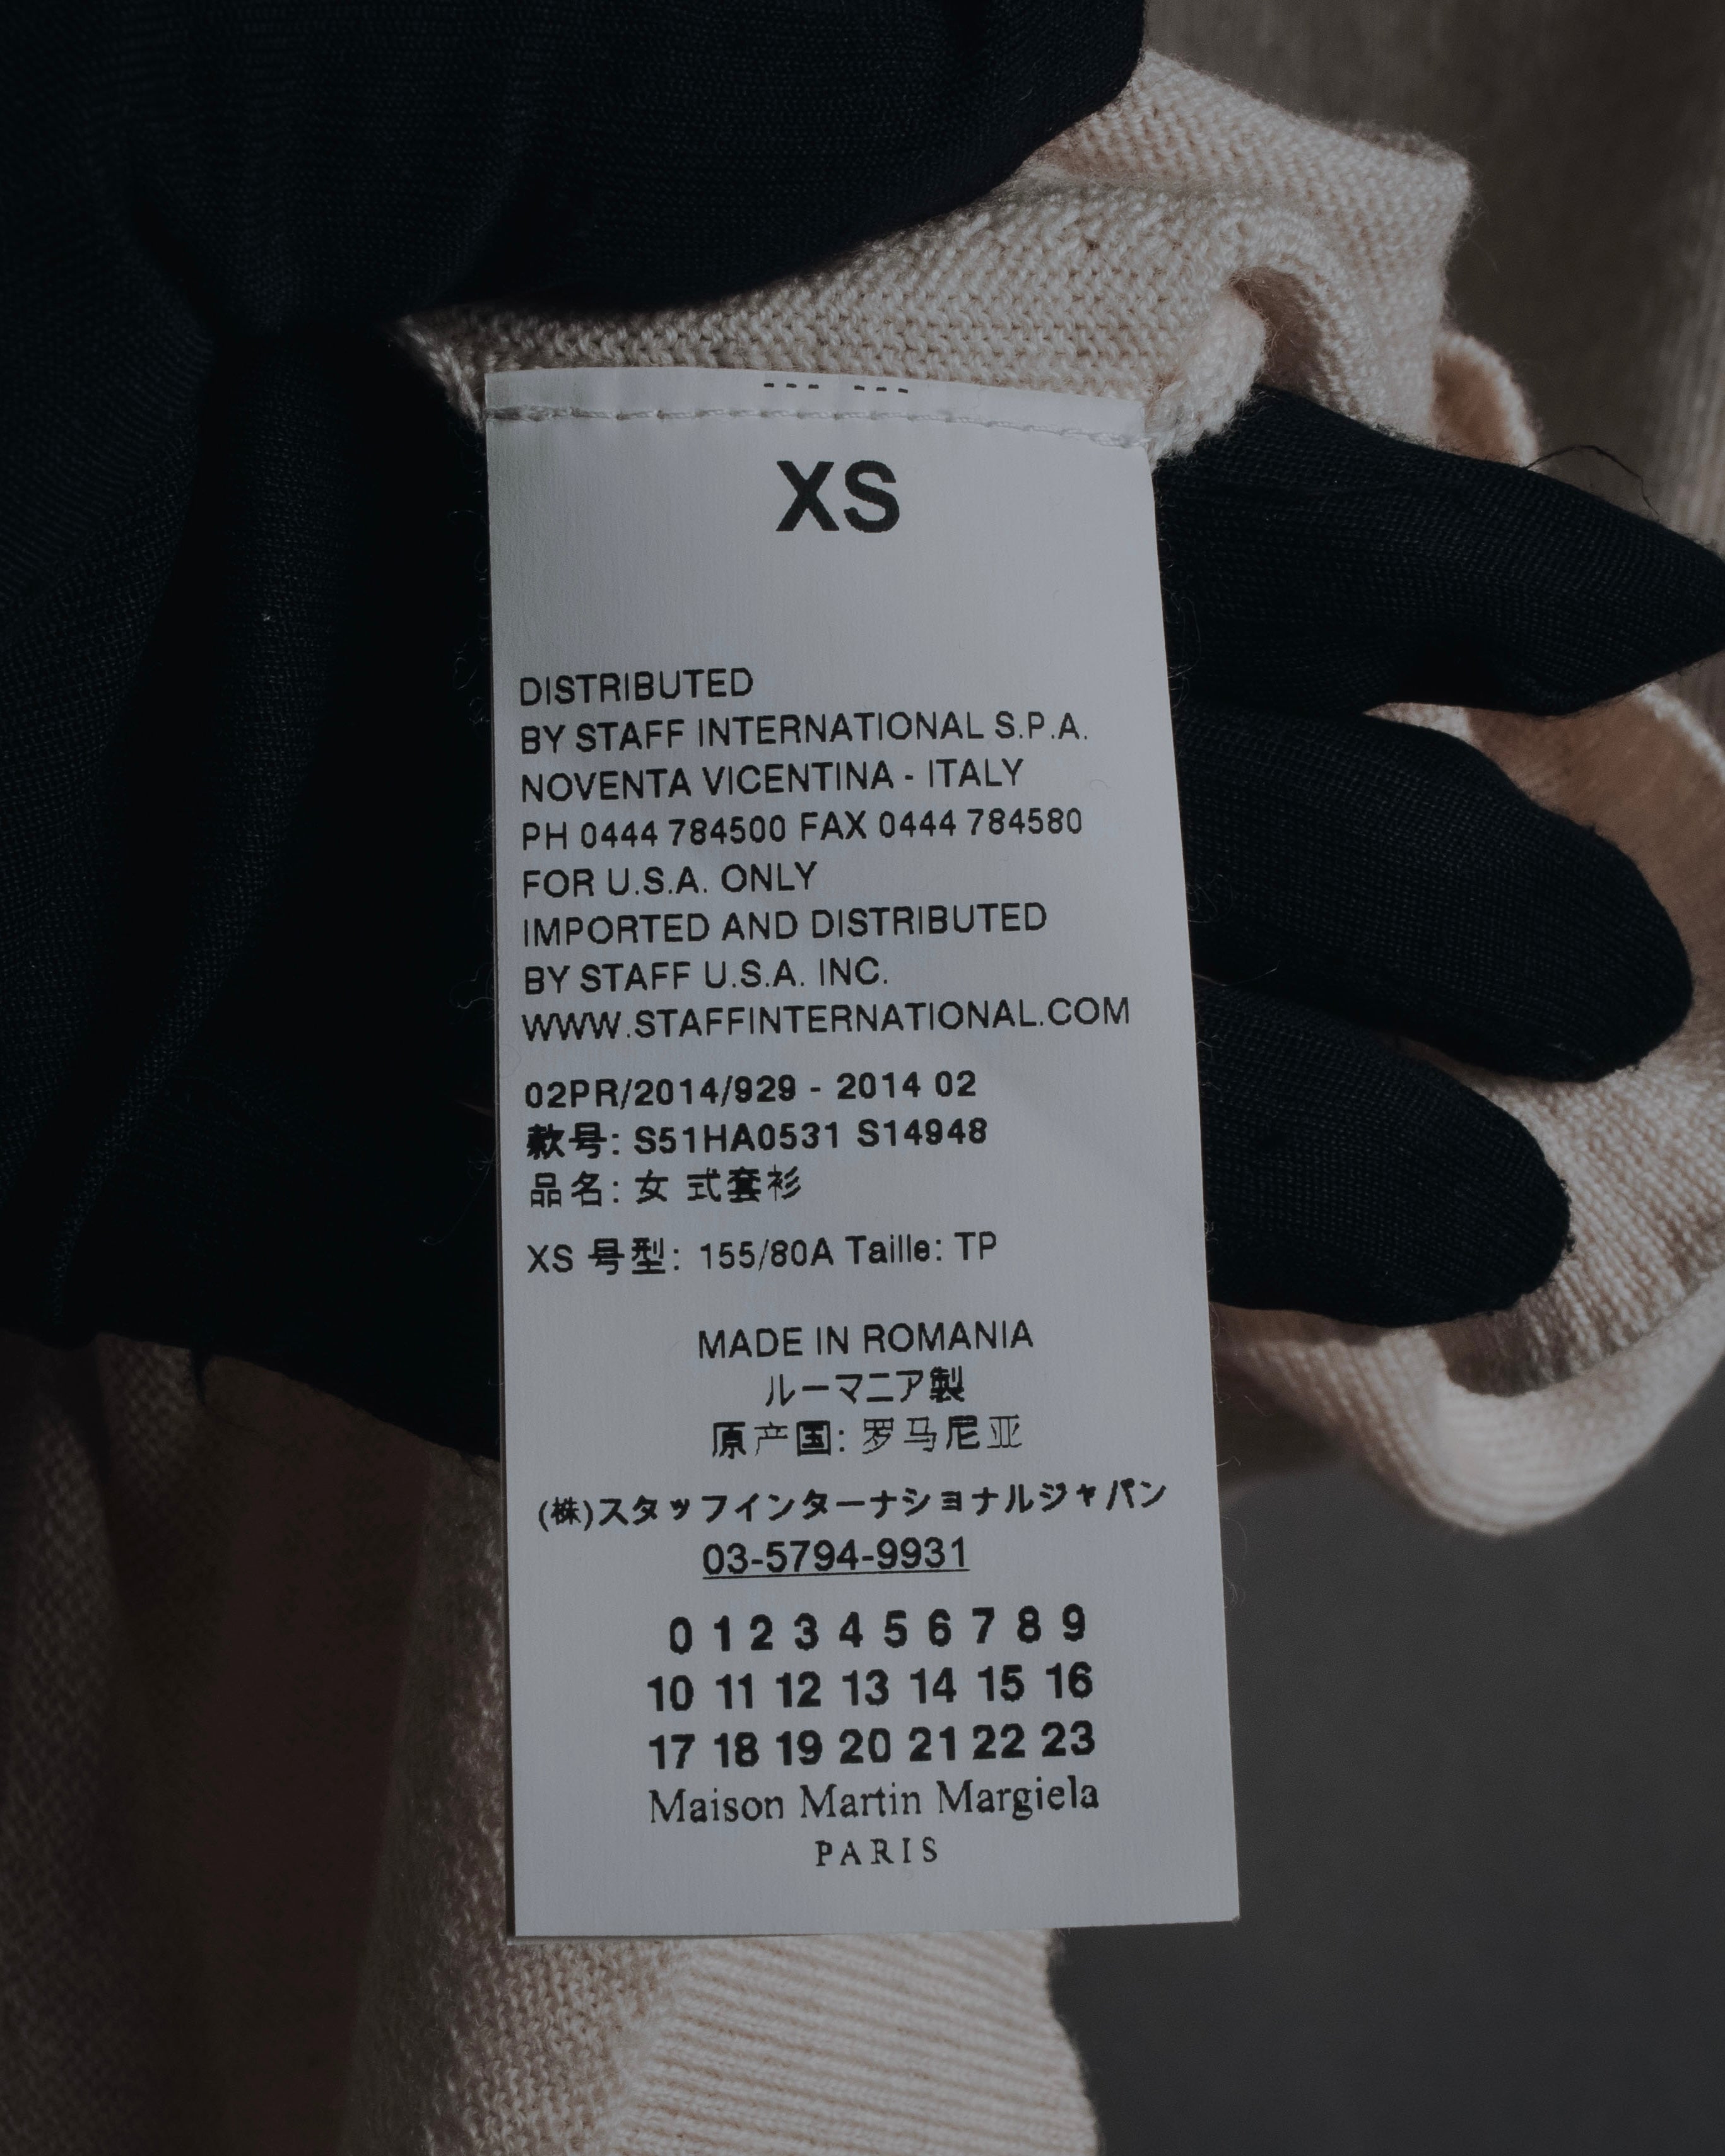 XS
DISTRIBUTED
BY STAFF INTERNATIONAL S.P.A.
NOVENTA VICENTINA - ITALY
PH 0444 784500 FAX 0444 784580
FOR U.S.A. ONLY
IMPORTED AND DISTRIBUTED
BY STAFF U.S.A. INC.
WWW.STAFFINTERNATIONAL.COM
02PR/2014/929 - 2014 02
款号: S51HA0531 S14948
品名: 女 式套衫
XS 号型: 155/80A Taille: TP
MADE IN ROMANIA
ルーマニア製
原产国: 罗马尼亚
(株)スタッフインターナショナルジャパン
03-5794-9931
0 1 2 3 4 5 6 7 8 9
10 11 12 13 14 15 16
17 18 19 20 21 22 23
Maison Martin Margiela
PARIS